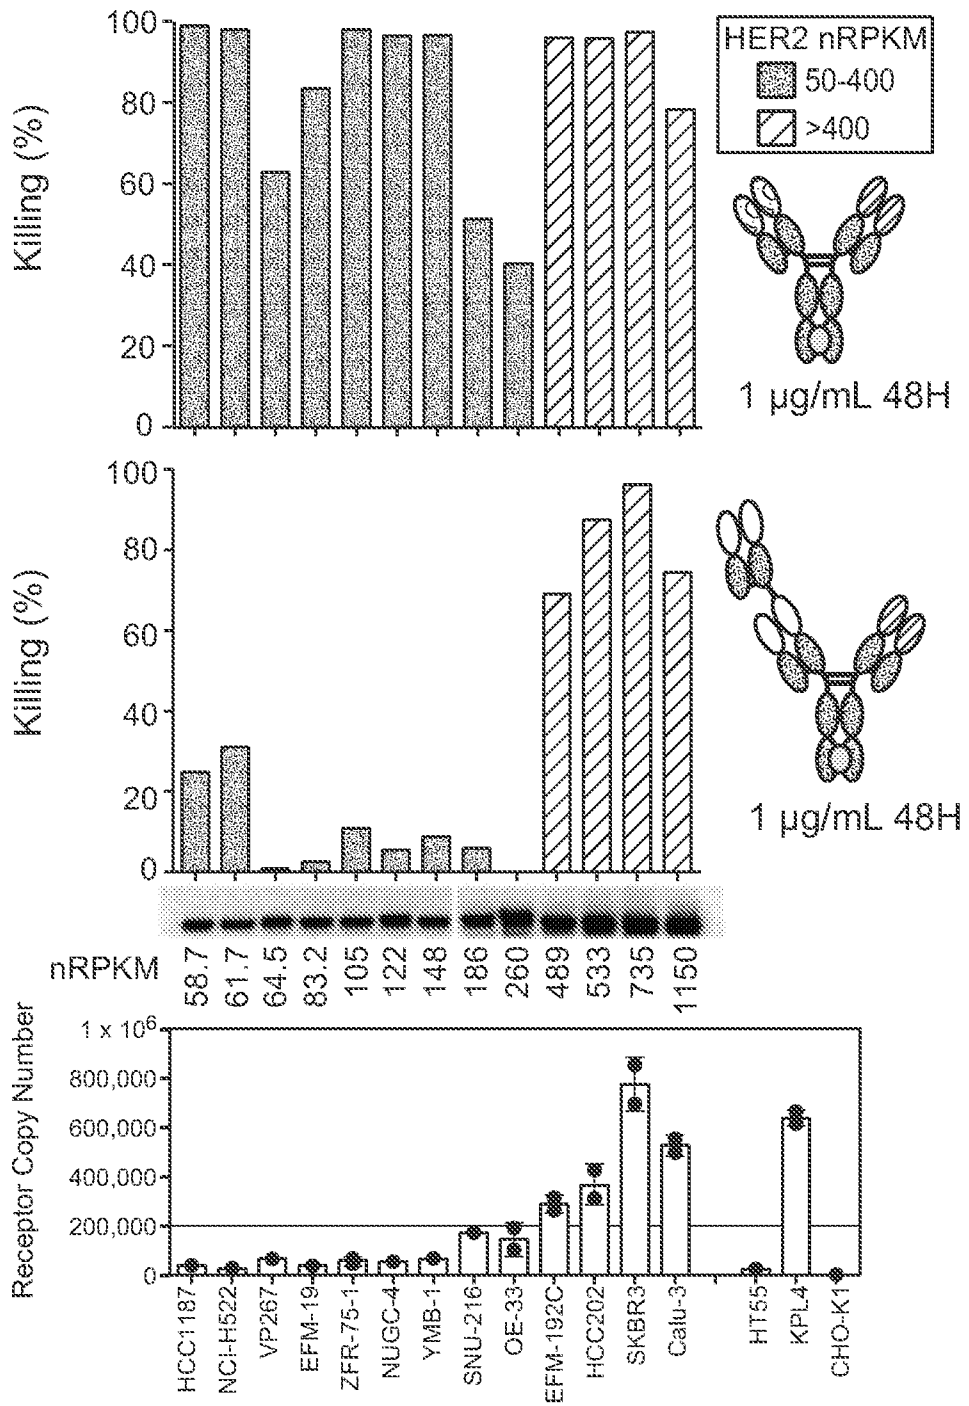 100
80
60
40
20
0
Killing (%)
HER2 nRPKM
50-400
>400
1 µg/mL 48H
100
80
60
40
20
0
Killing (%)
1 µg/mL 48H
nRPKM
58.7
61.7
64.5
83.2
105
122
148
186
260
489
533
735
1150
Receptor Copy Number
1 x 10⁶
800,000
600,000
400,000
200,000
0
HCC1187
NCI-H522
VP267
EFM-19
ZFR-75-1
NUGC-4
YMB-1
SNU-216
OE-33
EFM-192C
HCC202
SKBR3
Calu-3
HT55
KPL4
CHO-K1